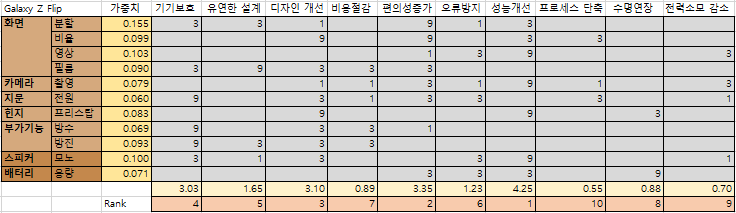 Galaxy Z Flip 가중치 기기보호 유연한 설계 디자인 개선 비용절감 편의성증가 오류방지 성능개선 프로세스 단축 수명연장 전력소모 감소
화면 분할 0.155 3 3 1 9 1 9 1
비율 0.099 9 9 3 3
영상 0.103 1 3 9 3
필름 0.090 3 9 3 3 3
카메라 촬영 0.079 1 1 3 1 9 1 3
지문 전원 0.060 9 3 1 3 3 3 1
힌지 프리스탑 0.083 9 9 3
부가기능 방수 0.069 9 3 3 1
방진 0.093 9 3 3 3
스피커 모노 0.100 3 1 3 3 9 1
배터리 용량 0.071 3 3 3 9
3.03 1.65 3.10 0.89 3.35 1.23 4.25 0.55 0.88 0.70
Rank 4 5 3 7 2 6 1 10 8 9